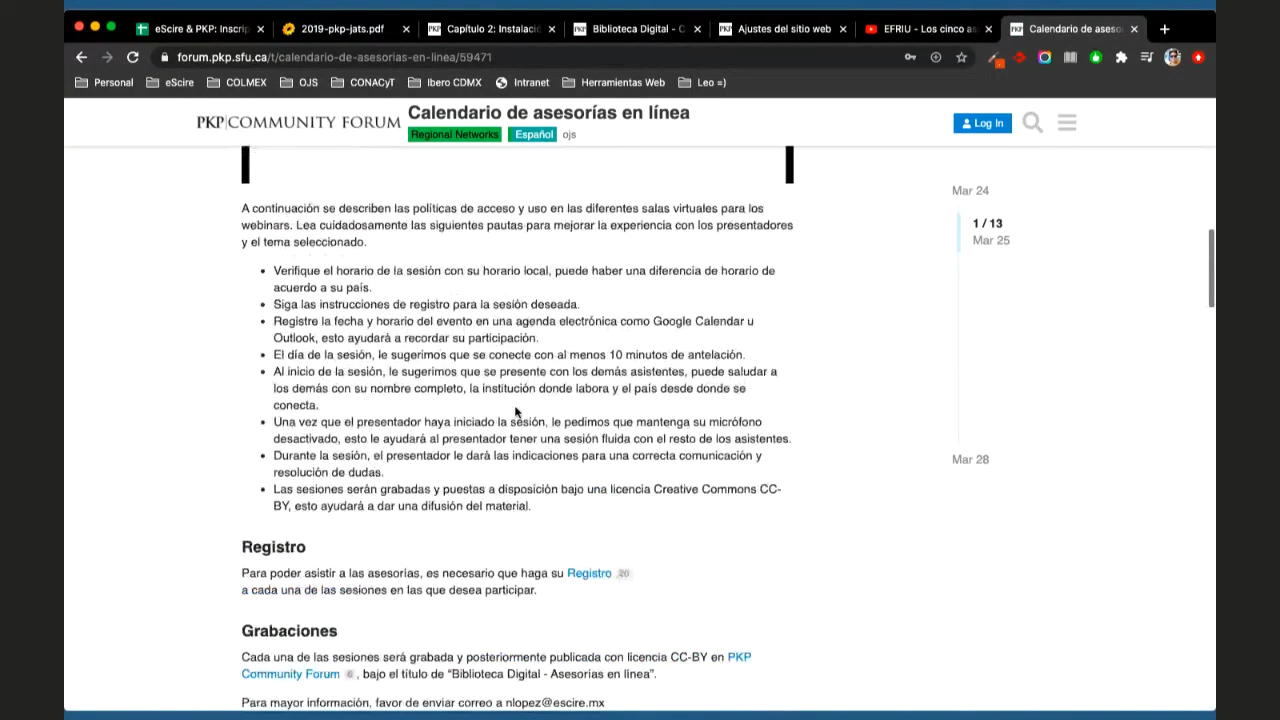 eScire & PKP: Inscrip
2019-pkp-jats.pdf
Capítulo 2: Instalació
Biblioteca Digital - C
Ajustes del sitio web
EFRIU - Los cinco as
Calendario de asesor
forum.pkp.sfu.ca/t/calendario-de-asesorias-en-linea/59471
Personal
eScire
COLMEX
OJS
CONACyT
Ibero CDMX
Intranet
Herramientas Web
Leo =)
PKP|COMMUNITY FORUM
Calendario de asesorías en línea
Regional Networks Español ojs
Log In
Mar 24
1 / 13
Mar 25
Mar 28
A continuación se describen las políticas de acceso y uso en las diferentes salas virtuales para los
webinars. Lea cuidadosamente las siguientes pautas para mejorar la experiencia con los presentadores
y el tema seleccionado.
• Verifique el horario de la sesión con su horario local, puede haber una diferencia de horario de
acuerdo a su país.
• Siga las instrucciones de registro para la sesión deseada.
• Registre la fecha y horario del evento en una agenda electrónica como Google Calendar u
Outlook, esto ayudará a recordar su participación.
• El día de la sesión, le sugerimos que se conecte con al menos 10 minutos de antelación.
• Al inicio de la sesión, le sugerimos que se presente con los demás asistentes, puede saludar a
los demás con su nombre completo, la institución donde labora y el país desde donde se
conecta.
• Una vez que el presentador haya iniciado la sesión, le pedimos que mantenga su micrófono
desactivado, esto le ayudará al presentador tener una sesión fluida con el resto de los asistentes.
• Durante la sesión, el presentador le dará las indicaciones para una correcta comunicación y
resolución de dudas.
• Las sesiones serán grabadas y puestas a disposición bajo una licencia Creative Commons CC-
BY, esto ayudará a dar una difusión del material.
Registro
Para poder asistir a las asesorías, es necesario que haga su Registro 20
a cada una de las sesiones en las que desea participar.
Grabaciones
Cada una de las sesiones será grabada y posteriormente publicada con licencia CC-BY en PKP
Community Forum 6 , bajo el título de "Biblioteca Digital - Asesorías en línea".
Para mayor información, favor de enviar correo a nlopez@escire.mx